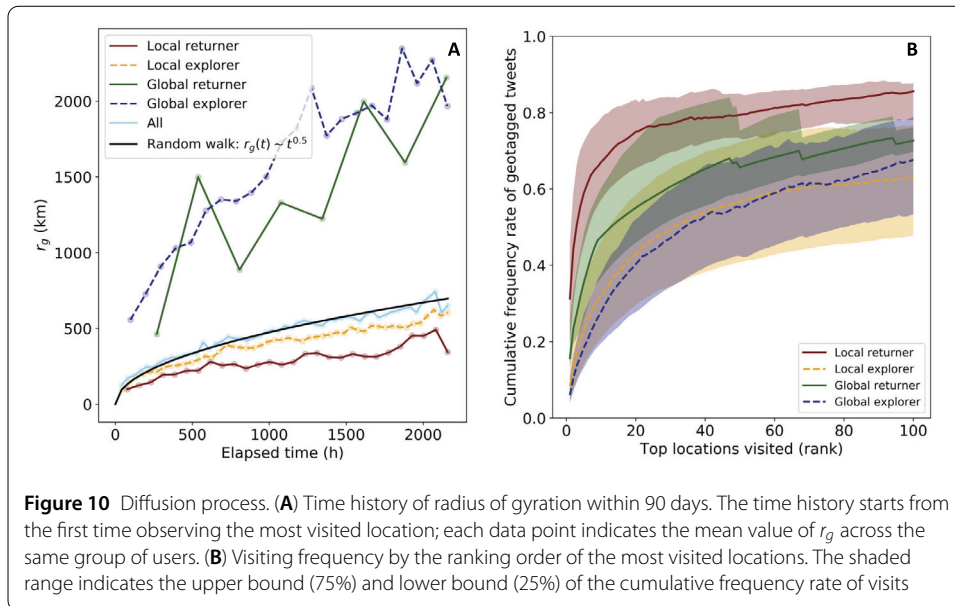 A
Local returner
Local explorer
Global returner
Global explorer
All
Random walk: r_g(t) ~ t^0.5
2000
1500
1000
500
0
r_g (km)
0 500 1000 1500 2000
Elapsed time (h)
B
1.0
0.8
0.6
0.4
0.2
0.0
Cumulative frequency rate of geotagged tweets
Local returner
Local explorer
Global returner
Global explorer
0 20 40 60 80 100
Top locations visited (rank)
Figure 10 Diffusion process. (A) Time history of radius of gyration within 90 days. The time history starts from
the first time observing the most visited location; each data point indicates the mean value of r_g across the
same group of users. (B) Visiting frequency by the ranking order of the most visited locations. The shaded
range indicates the upper bound (75%) and lower bound (25%) of the cumulative frequency rate of visits